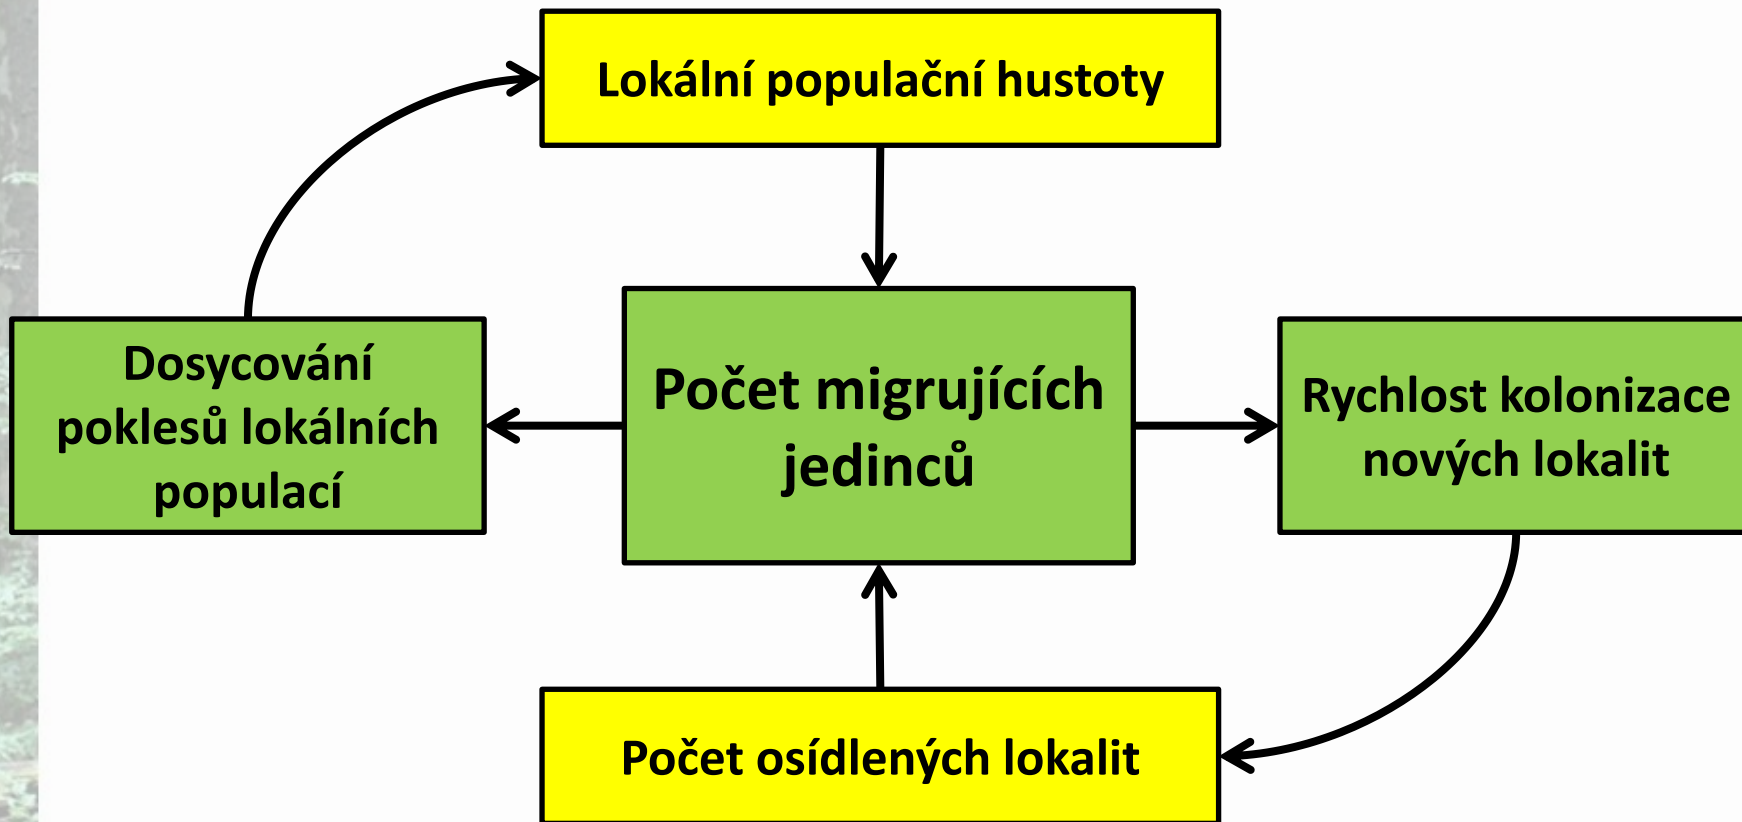 Lokální populační hustoty
Dosycování
poklesů lokálních
populací
Počet migrujících
jedinců
Rychlost kolonizace
nových lokalit
Počet osídlených lokalit